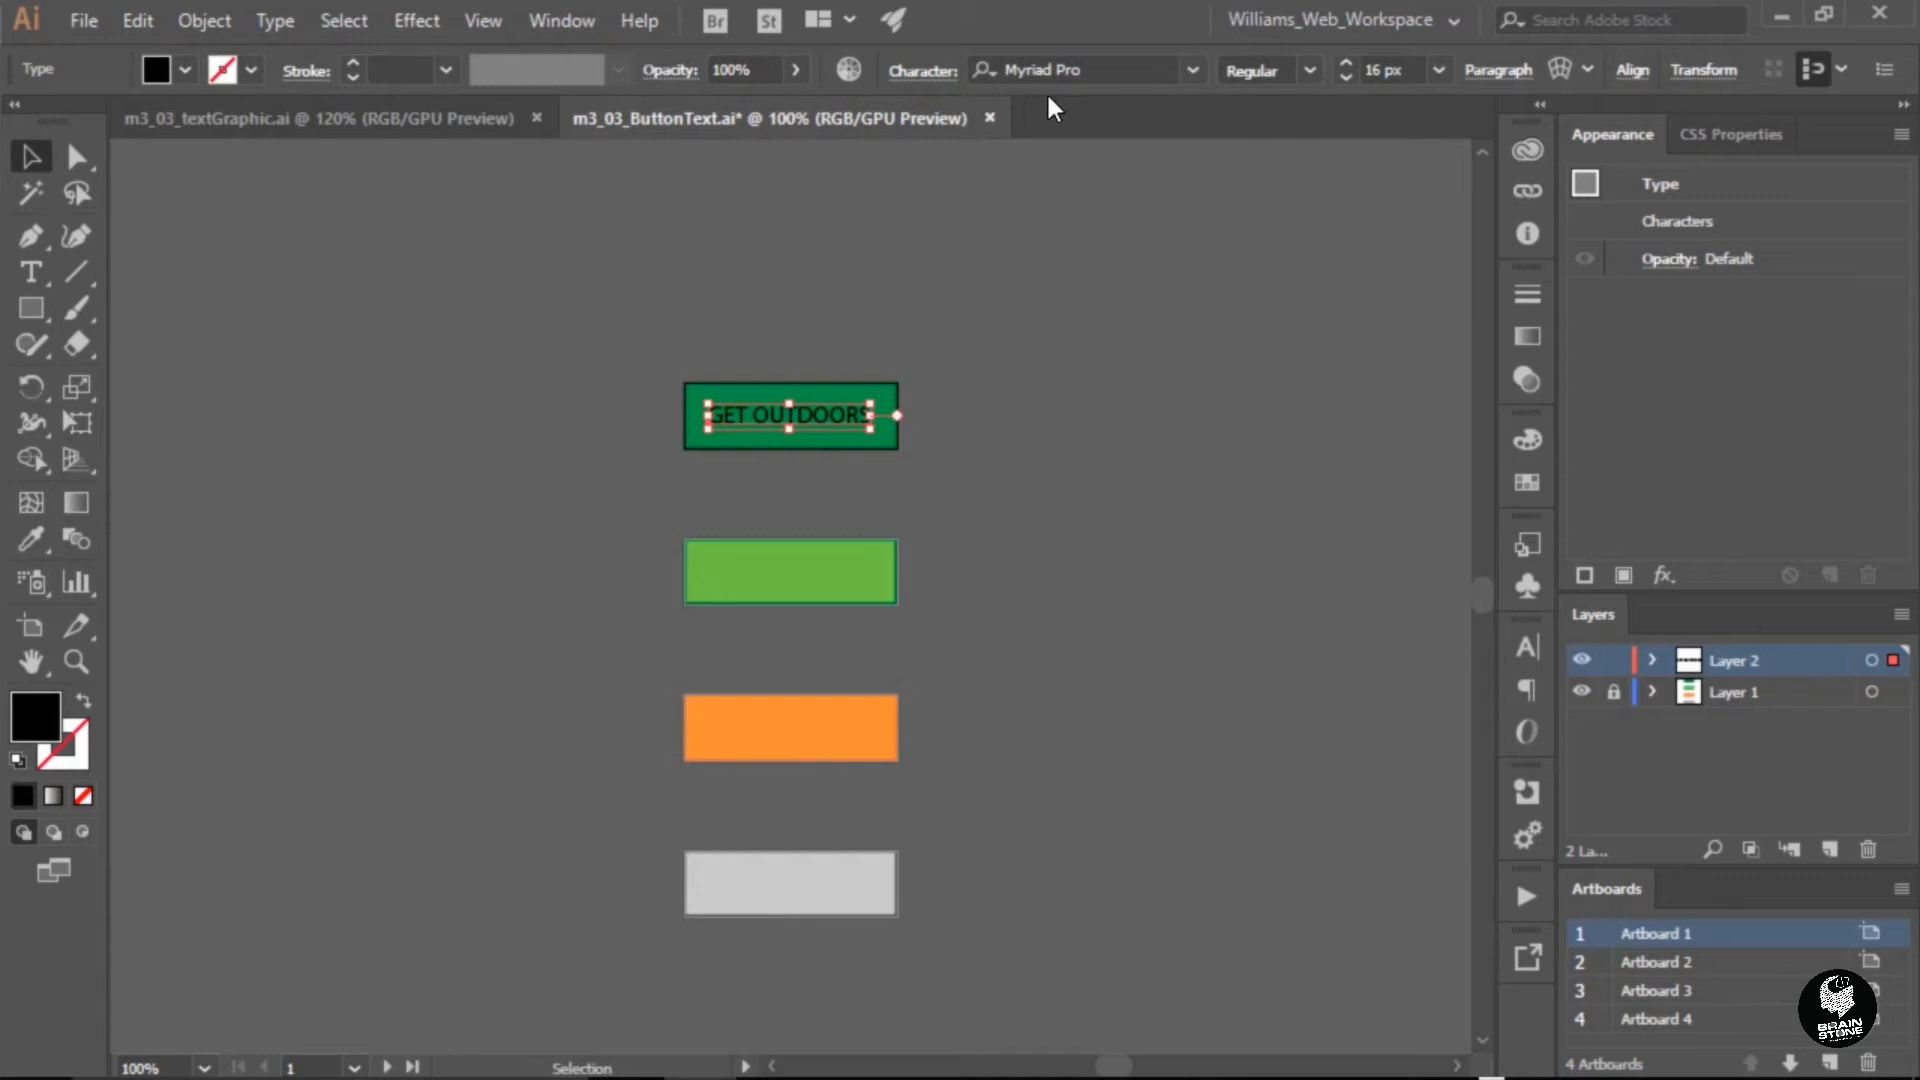 Ai File Edit Object Type Select Effect View Window Help Br St Williams_Web_Workspace Search Adobe Stock
Type Stroke: Opacity: 100% Character: Myriad Pro Regular 16 px Paragraph Align Transform
m3_03_textGraphic.ai @ 120% (RGB/GPU Preview) × m3_03_ButtonText.ai* @ 100% (RGB/GPU Preview) ×
Appearance CSS Properties
Type
Characters
Opacity: Default
GET OUTDOORS
fx
Layers
Layer 2
Layer 1
2 La...
Artboards
1 Artboard 1
2 Artboard 2
3 Artboard 3
4 Artboard 4
BRAIN
STONE
4 Artboards
100% 1 Selection